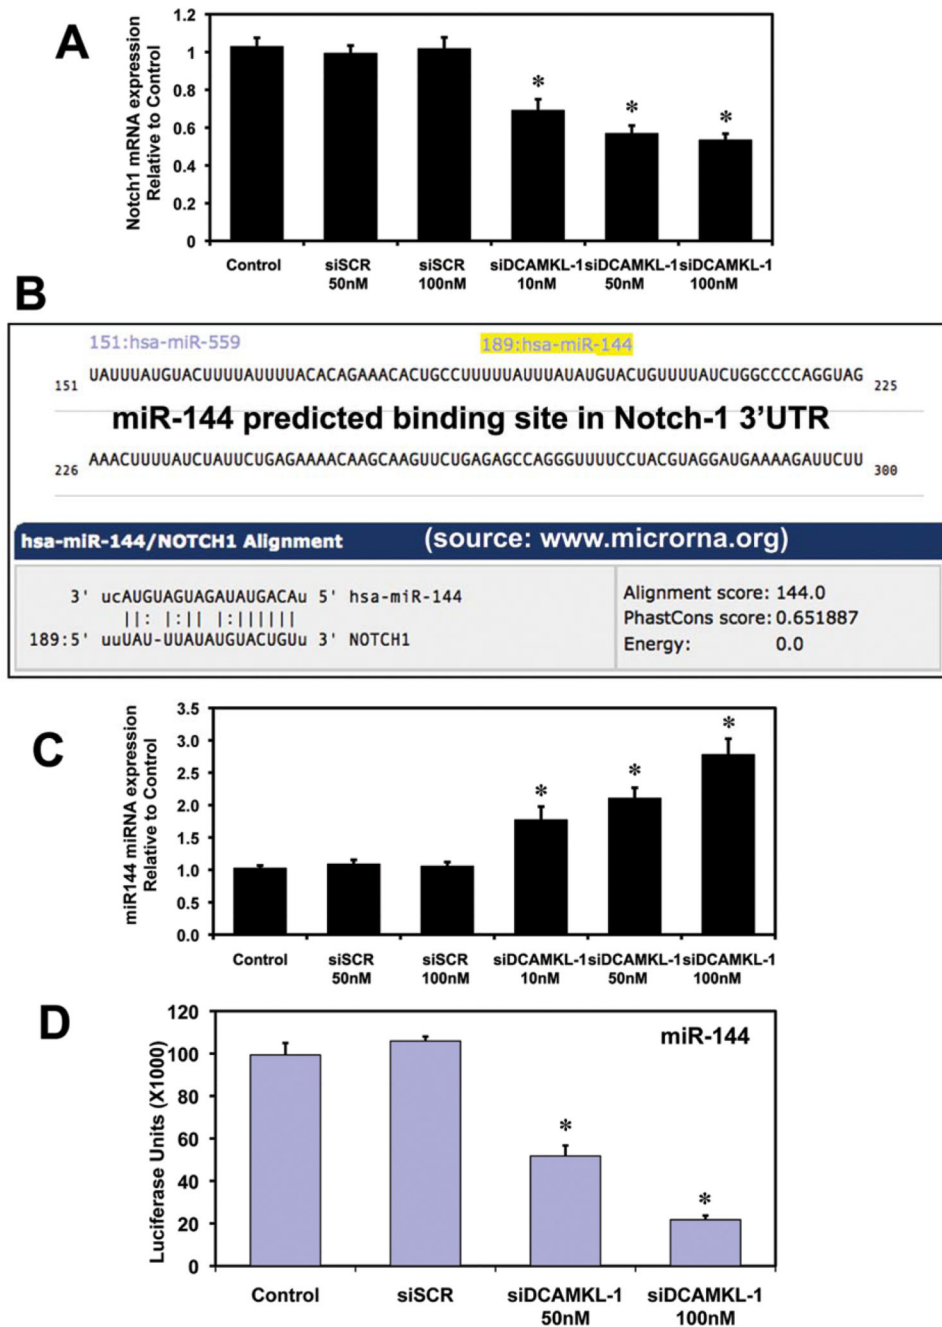 A
Notch1 mRNA expression
Relative to Control
1.2
1
0.8
0.6
0.4
0.2
0
* * *
Control siSCR siSCR siDCAMKL-1 siDCAMKL-1 siDCAMKL-1
50nM 100nM 10nM 50nM 100nM
B
151:hsa-miR-559 189:hsa-miR-144
151 UAUUUAUGUACUUUUAUUUUACACAGAAACACUGCCUUUUUAUUUAUAUGUACUGUUUUAUCUGGCCCCAGGUAG 225
miR-144 predicted binding site in Notch-1 3’UTR
226 AAACUUUUAUCUAUUCUGAGAAAACAAGCAAGUUCUGAGAGCCAGGGUUUUCCUACGUAGGAUGAAAAGAUUCUU 300
hsa-miR-144/NOTCH1 Alignment (source: www.microrna.org)
3' ucAUGUAGUAGAUAUGACAu 5' hsa-miR-144
||: |:|| |:||||||
189:5' uuUAU-UUAUAUGUACUGUu 3' NOTCH1
Alignment score: 144.0
PhastCons score: 0.651887
Energy: 0.0
C
miR144 miRNA expression
Relative to Control
3.5
3.0
2.5
2.0
1.5
1.0
0.5
0.0
* * *
Control siSCR siSCR siDCAMKL-1 siDCAMKL-1 siDCAMKL-1
50nM 100nM 10nM 50nM 100nM
D
Luciferase Units (X1000)
120
100
80
60
40
20
0
miR-144
* *
Control siSCR siDCAMKL-1 siDCAMKL-1
50nM 100nM